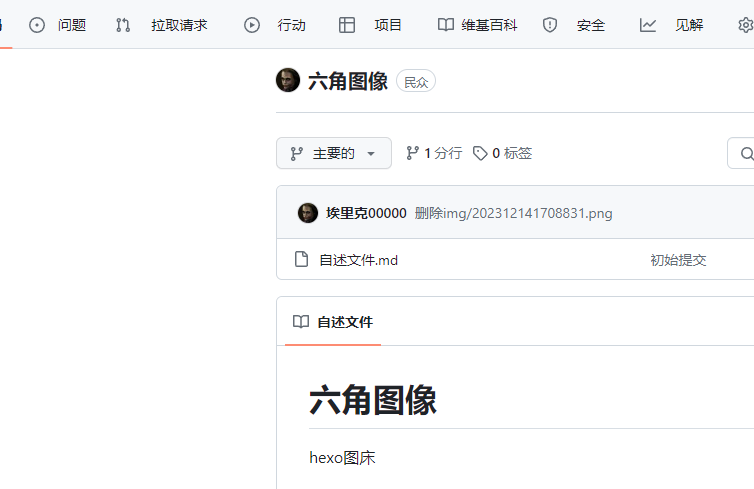 问题 拉取请求 行动 项目 维基百科 安全 见解
六角图像 民众
主要的 1 分行 0 标签
埃里克00000 删除img/202312141708831.png
自述文件.md 初始提交
自述文件
六角图像
hexo图床